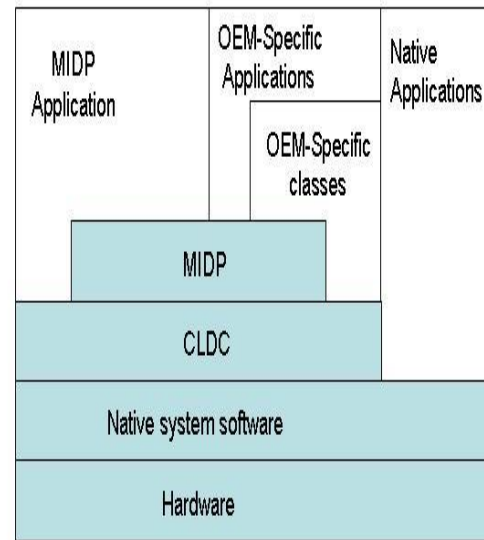 MIDP
Application
OEM-Specific
Applications
Native
Applications
OEM-Specific
classes
MIDP
CLDC
Native system software
Hardware